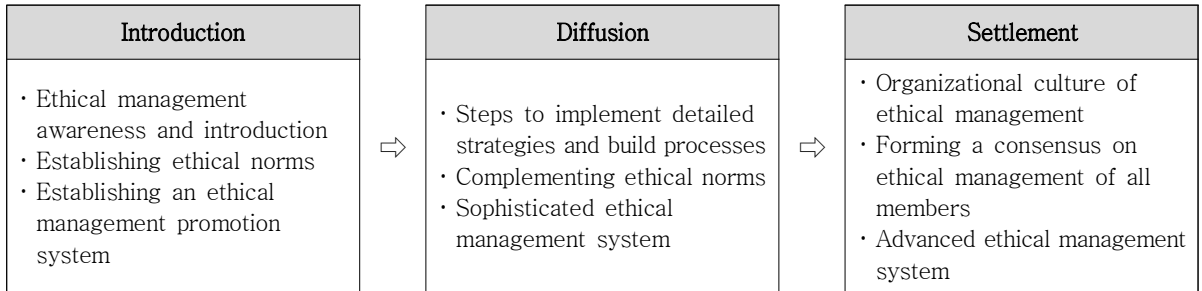 Introduction
· Ethical management
awareness and introduction
· Establishing ethical norms
· Establishing an ethical
management promotion
system
⇨
Diffusion
· Steps to implement detailed
strategies and build processes
· Complementing ethical norms
· Sophisticated ethical
management system
⇨
Settlement
· Organizational culture of
ethical management
· Forming a consensus on
ethical management of all
members
· Advanced ethical management
system